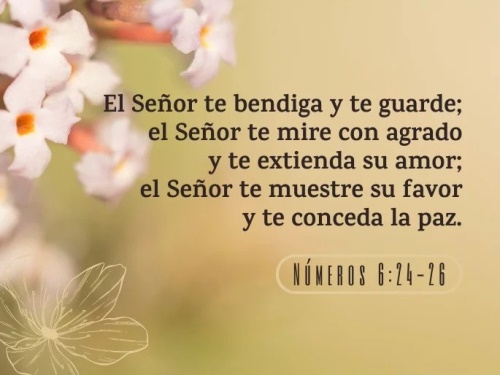 El Señor te bendiga y te guarde;
el Señor te mire con agrado
y te extienda su amor;
el Señor te muestre su favor
y te conceda la paz.
NÚMEROS 6:24-26